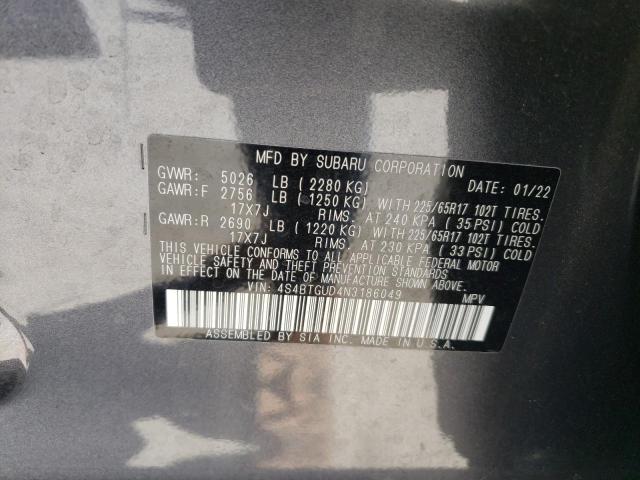 MFD BY SUBARU CORPORATION
GVWR: 5026 LB ( 2280 KG) DATE: 01/22
GAWR:F 2756 LB ( 1250 KG) WITH 225/65R17 102T TIRES.
17X7J RIMS. AT 240 KPA ( 35 PSI) COLD
GAWR:R 2690 LB ( 1220 KG) WITH 225/65R17 102T TIRES.
17X7J RIMS. AT 230 KPA ( 33 PSI) COLD
THIS VEHICLE CONFORMS TO ALL APPLICABLE FEDERAL MOTOR
VEHICLE SAFETY BUMPER, AND THEFT PREVENTION STANDARDS
IN EFFECT ON THE DATE OF MANUFACTURE SHOWN ABOVE.
VIN: 4S4BTGUD4N3186049 MPV
ASSEMBLED BY SIA INC. MADE IN U.S.A.